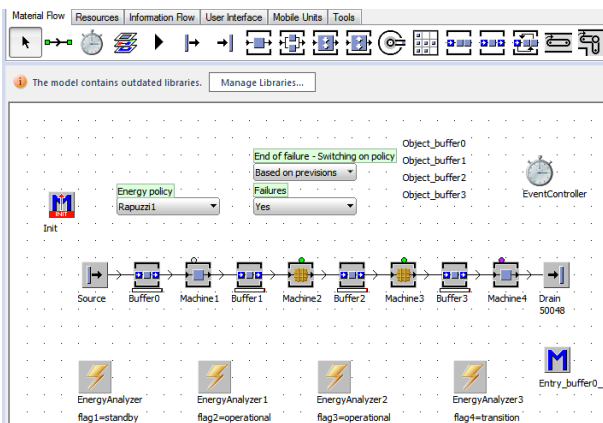 Material Flow Resources Information Flow User Interface Mobile Units Tools
The model contains outdated libraries. Manage Libraries...
Object_buffer0
End of failure - Switching on policy
Object_buffer1
Based on previsions
Object_buffer2
Energy policy
Failures
Object_buffer3
EventController
INIT
Rapuzzi1
Yes
Init
Source Buffer0 Machine1 Buffer1 Machine2 Buffer2 Machine3 Buffer3 Machine4 Drain
50048
M
Entry_buffer0_
EnergyAnalyzer EnergyAnalyzer1 EnergyAnalyzer2 EnergyAnalyzer3
flag1=standby flag2=operational flag3=operational flag4=transition